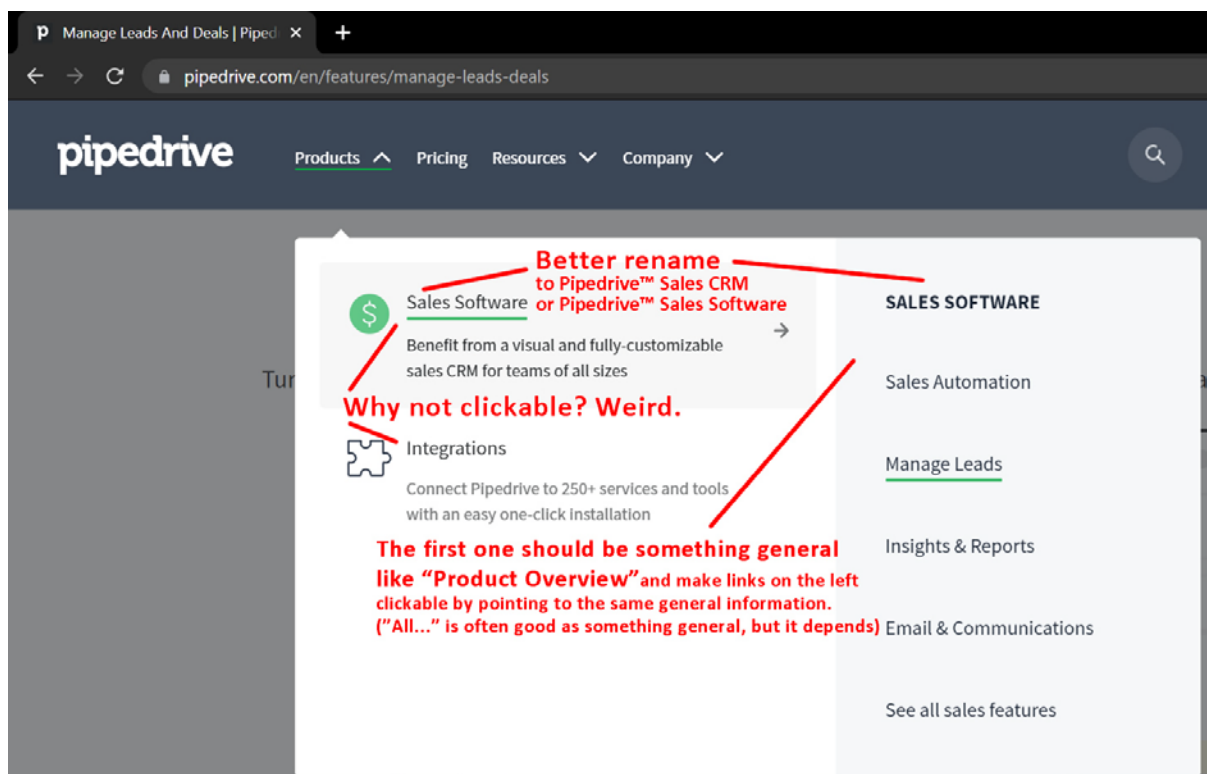 p Manage Leads And Deals | Piped
pipedrive.com/en/features/manage-leads-deals
pipedrive Products Pricing Resources Company
Better rename
to Pipedrive™ Sales CRM
or Pipedrive™ Sales Software
Sales Software
Benefit from a visual and fully-customizable
sales CRM for teams of all sizes
Tur
Why not clickable? Weird.
Integrations
Connect Pipedrive to 250+ services and tools
with an easy one-click installation
The first one should be something general
like “Product Overview” and make links on the left
clickable by pointing to the same general information.
(”All...” is often good as something general, but it depends)
SALES SOFTWARE
Sales Automation
Manage Leads
Insights & Reports
Email & Communications
See all sales features